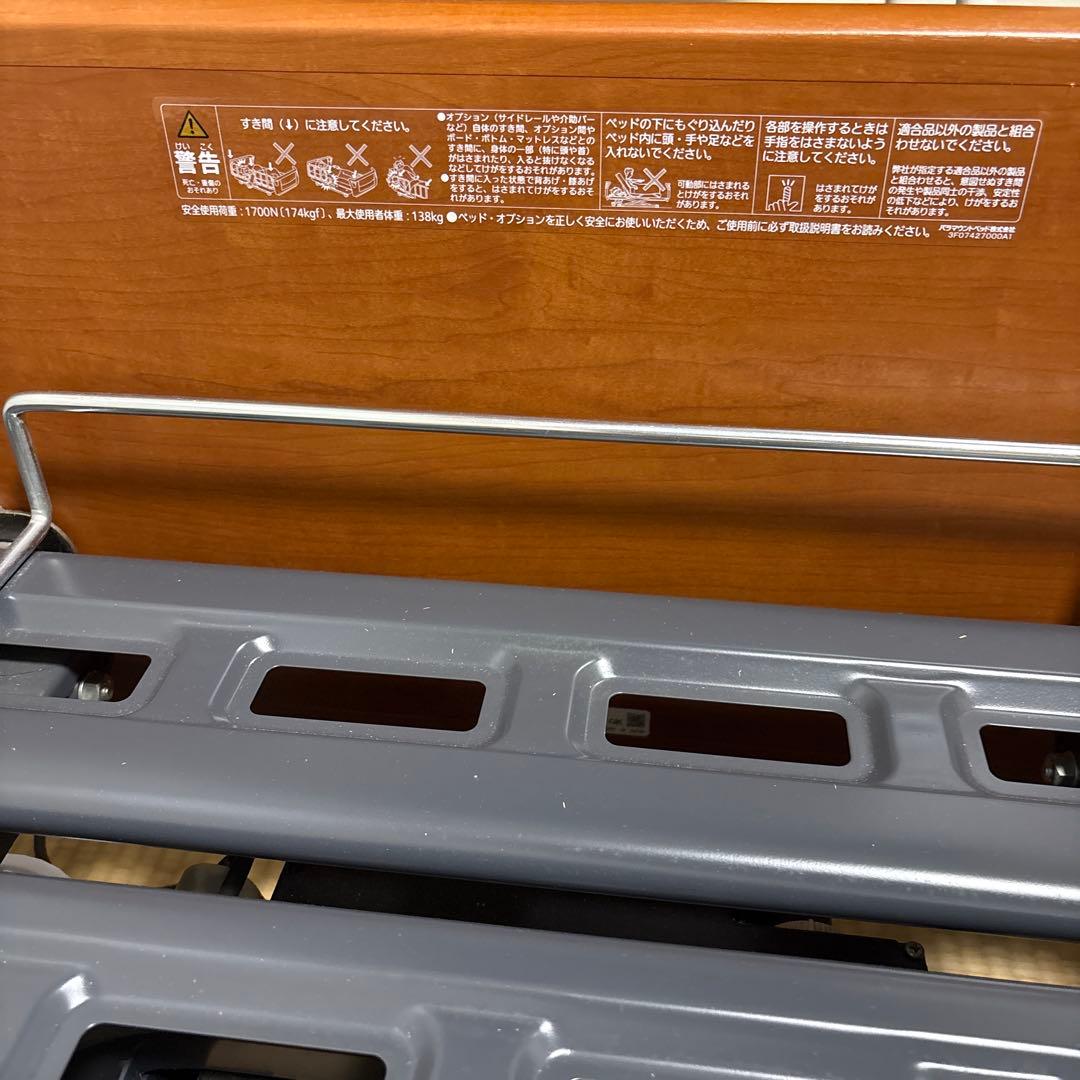 けい こく
警告
死亡・重傷の
おそれあり
すき間（↓）に注意してください。
●オプション（サイドレールや介助バー
など）自体のすき間、オプション間や
ボード・ボトム・マットレスなどとの
すき間に、身体の一部（特に頭や首）
がはさまれたり、入ると抜けなくなる
などしてけがをするおそれがあります。
●すき間に入った状態で背あげ・膝あげ
をすると、はさまれてけがをするおそ
れがあります。
ベッドの下にもぐり込んだり
ベッド内に頭・手や足などを
入れないでください。
可動部にはさまれる
とけがをするおそれ
があります。
各部を操作するときは
手指をはさまないよう
に注意してください。
はさまれてけが
をするおそれが
あります。
適合品以外の製品と組合
わせないでください。
弊社が指定する適合品以外の製品
と組合わせると、意図せぬすき間
の発生や製品同士の干渉、安定性
の低下などにより、けがをするお
それがあります。
安全使用荷重：1700N｛174kgf｝、最大使用者体重：138kg ●ベッド・オプションを正しく安全にお使いいただくため、ご使用前に必ず取扱説明書をお読みください。
パラマウントベッド株式会社
3F07427000A1